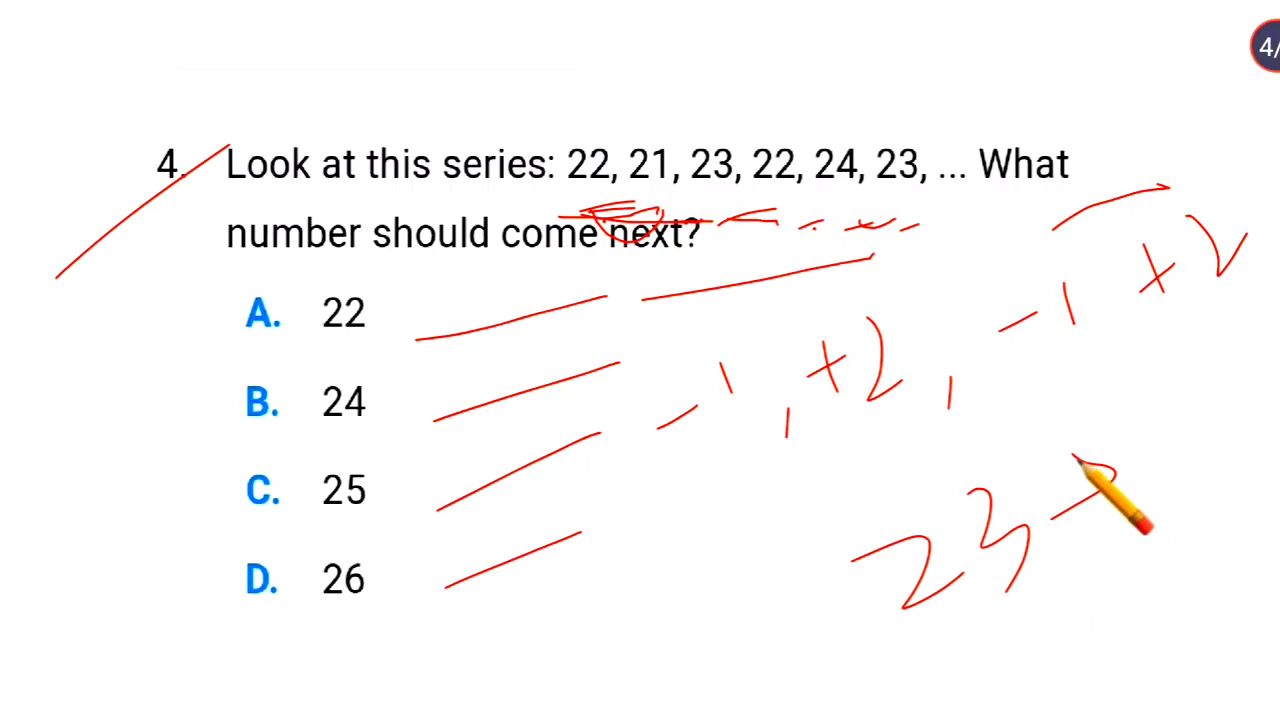 4/
4. Look at this series: 22, 21, 23, 22, 24, 23, ... What
number should come next?
A. 22
B. 24
C. 25
D. 26
-1, +2, -1 +2
23